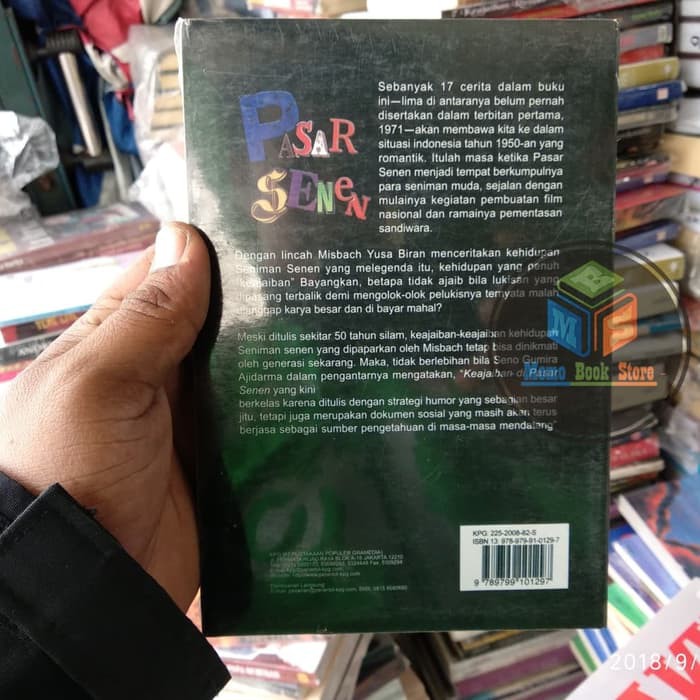 PASAR
SENEN
Sebanyak 17 cerita dalam buku
ini—lima di antaranya belum pernah
disertakan dalam terbitan pertama,
1971—akan membawa kita ke dalam
situasi indonesia tahun 1950-an yang
romantik. Itulah masa ketika Pasar
Senen menjadi tempat berkumpulnya
para seniman muda, sejalan dengan
mulainya kegiatan pembuatan film
nasional dan ramainya pementasan
sandiwara.
Dengan lincah Misbach Yusa Biran menceritakan kehidupan
Seniman Senen yang melegenda itu, kehidupan yang penuh
"keajaiban" Bayangkan, betapa tidak ajaib bila lukisan yang
dipasang terbalik demi mengolok-olok pelukisnya ternyata malah
dianggap karya besar dan di bayar mahal?
Meski ditulis sekitar 50 tahun silam, keajaiban-keajaiban kehidupan
Seniman senen yang dipaparkan oleh Misbach tetap bisa dinikmati
oleh generasi sekarang. Maka, tidak berlebihan bila Seno Gumira
Ajidarma dalam pengantarnya mengatakan, "Keajaiban di Pasar
Senen yang kini
berkelas karena ditulis dengan strategi humor yang sebagian besar
jitu, tetapi juga merupakan dokumen sosial yang masih akan terus
berjasa sebagai sumber pengetahuan di masa-masa mendatang"
KPG: 225-2008-82-S
ISBN 13: 978-979-91-0129-7
9 789799 101297
KPG (KEPUSTAKAAN POPULER GRAMEDIA)
MBS
Momo Book Store
2018/9/